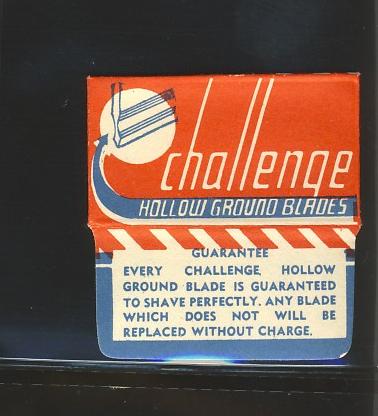 challenge
HOLLOW GROUND BLADES
GUARANTEE
EVERY CHALLENGE HOLLOW
GROUND BLADE IS GUARANTEED
TO SHAVE PERFECTLY. ANY BLADE
WHICH DOES NOT WILL BE
REPLACED WITHOUT CHARGE.